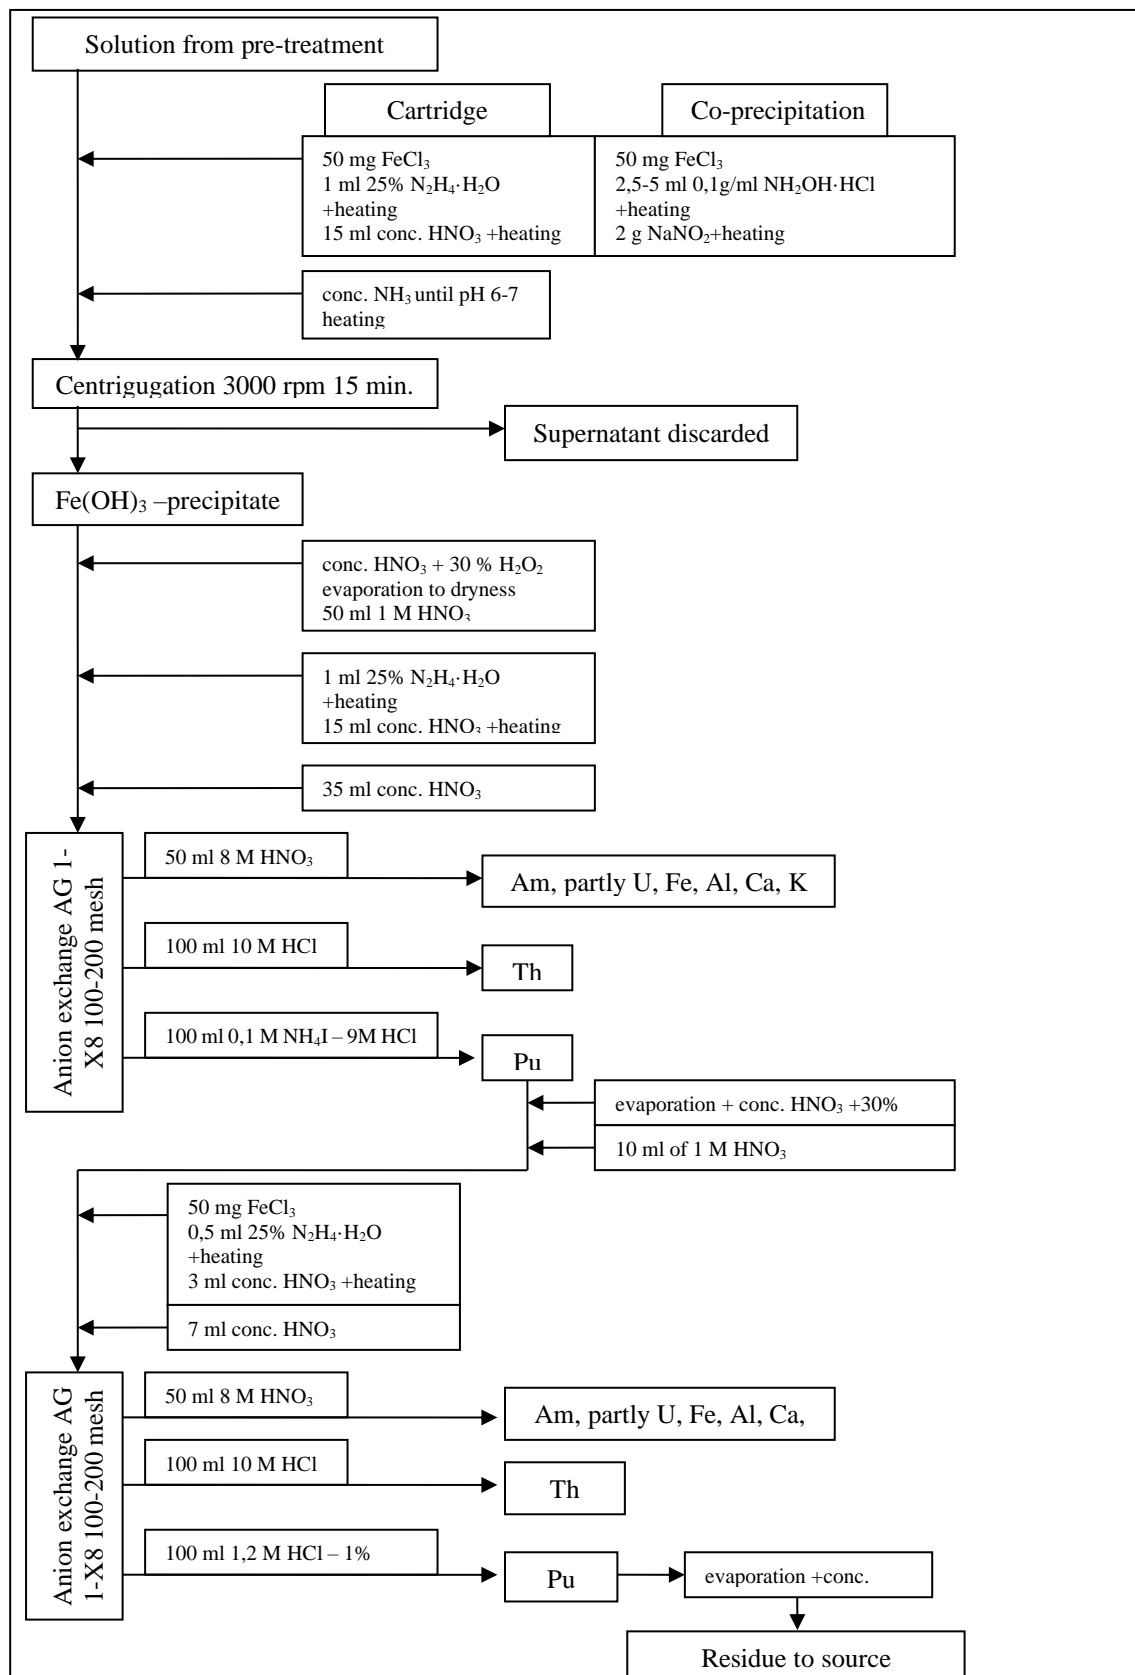 Solution from pre-treatment
Cartridge
Co-precipitation
50 mg FeCl₃
1 ml 25% N₂H₄·H₂O
+heating
15 ml conc. HNO₃ +heating
50 mg FeCl₃
2,5-5 ml 0,1g/ml NH₂OH·HCl
+heating
2 g NaNO₂+heating
conc. NH₃ until pH 6-7
heating
Centrigugation 3000 rpm 15 min.
Supernatant discarded
Fe(OH)₃ –precipitate
conc. HNO₃ + 30 % H₂O₂
evaporation to dryness
50 ml 1 M HNO₃
1 ml 25% N₂H₄·H₂O
+heating
15 ml conc. HNO₃ +heating
35 ml conc. HNO₃
Anion exchange AG 1-
X8 100-200 mesh
50 ml 8 M HNO₃
Am, partly U, Fe, Al, Ca, K
100 ml 10 M HCl
Th
100 ml 0,1 M NH₄I – 9M HCl
Pu
evaporation + conc. HNO₃ +30%
10 ml of 1 M HNO₃
50 mg FeCl₃
0,5 ml 25% N₂H₄·H₂O
+heating
3 ml conc. HNO₃ +heating
7 ml conc. HNO₃
Anion exchange AG
1-X8 100-200 mesh
50 ml 8 M HNO₃
Am, partly U, Fe, Al, Ca,
100 ml 10 M HCl
Th
100 ml 1,2 M HCl – 1%
Pu
evaporation +conc.
Residue to source